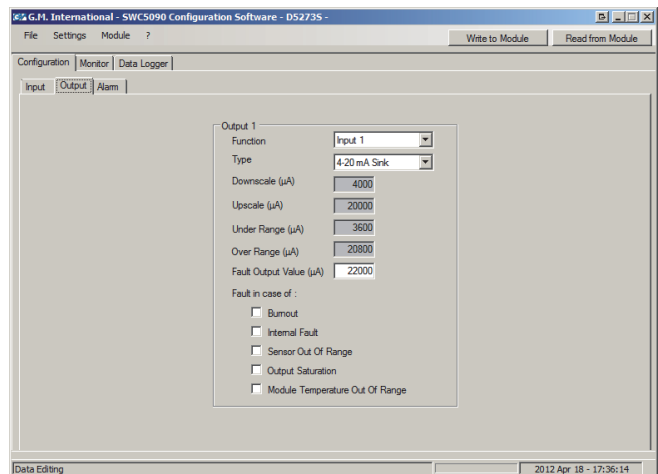 G.M. International - SWC5090 Configuration Software - D5273S -
File Settings Module ?
Write to Module Read from Module
Configuration Monitor Data Logger
Input Output Alarm
Output 1
Function Input 1
Type 4-20 mA Sink
Downscale (µA) 4000
Upscale (µA) 20000
Under Range (µA) 3600
Over Range (µA) 20800
Fault Output Value (µA) 22000
Fault in case of :
Burnout
Internal Fault
Sensor Out Of Range
Output Saturation
Module Temperature Out Of Range
Data Editing 2012 Apr 18 - 17:36:14